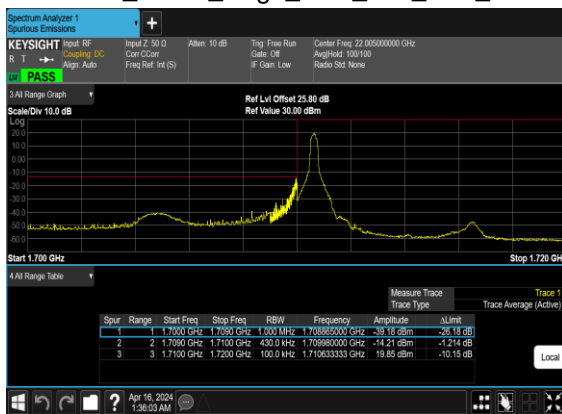 Spectrum Analyzer 1
Spurious Emissions
KEYSIGHT
R T
LXI PASS
Input: RF
Coupling: DC
Align: Auto
Input Z: 50 Ω
Corr CCorr
Freq Ref: Int (S)
Atten: 10 dB
Trig: Free Run
Gate: Off
IF Gain: Low
Center Freq: 22.005000000 GHz
Avg|Hold: 100/100
Radio Std: None
3 All Range Graph
Scale/Div 10.0 dB
Ref Lvl Offset 25.80 dB
Ref Value 30.00 dBm
Log
20.0
10.0
0.00
-10.0
-20.0
-30.0
-40.0
-50.0
-60.0
Start 1.700 GHz
Stop 1.720 GHz
4 All Range Table
Measure Trace Trace 1
Trace Type Trace Average (Active)
Spur Range Start Freq Stop Freq RBW Frequency Amplitude ΔLimit
1 1 1.7000 GHz 1.7090 GHz 1.000 MHz 1.708865000 GHz -39.18 dBm -26.18 dB
2 2 1.7090 GHz 1.7100 GHz 430.0 kHz 1.709980000 GHz -14.21 dBm -1.214 dB
3 3 1.7100 GHz 1.7200 GHz 100.0 kHz 1.710633333 GHz 19.85 dBm -10.15 dB
Local
?
Apr 16, 2024
1:36:03 AM